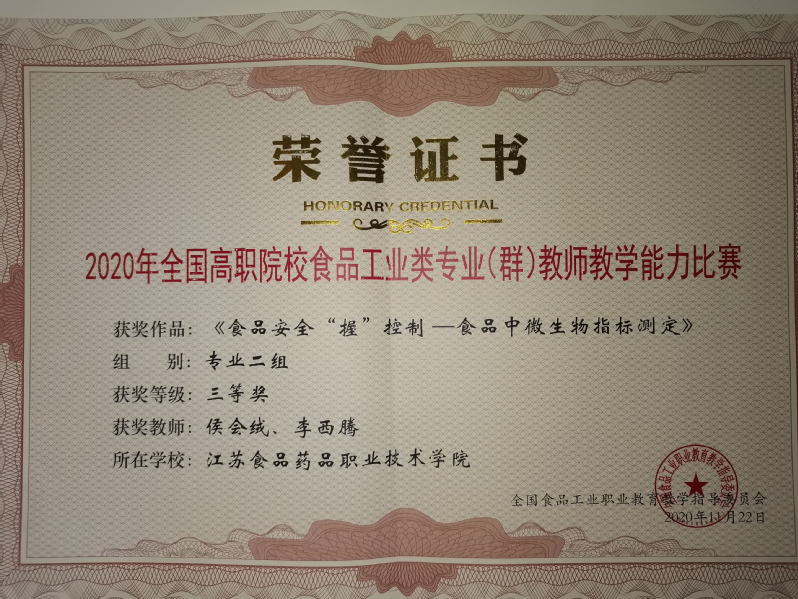 荣誉证书
HONORARY CREDENTIAL
2020年全国高职院校食品工业类专业(群)教师教学能力比赛
获奖作品：《食品安全“握”控制—食品中微生物指标测定》
组 别：专业二组
获奖等级：三等奖
获奖教师：侯会绒、李西腾
所在学校：江苏食品药品职业技术学院
全国食品工业职业教育教学指导委员会
2020年11月22日